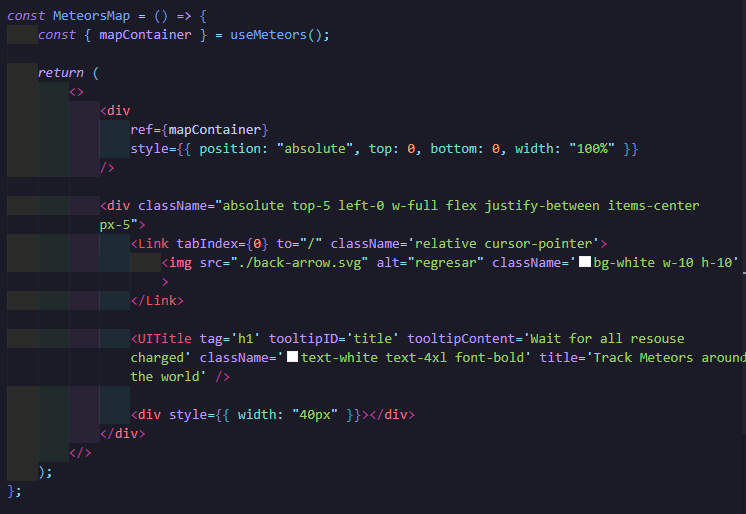 const MeteorsMap = () => {
const { mapContainer } = useMeteors();
return (
<>
<div
ref={mapContainer}
style={{ position: "absolute", top: 0, bottom: 0, width: "100%" }}
/>
<div className="absolute top-5 left-0 w-full flex justify-between items-center
px-5">
<Link tabIndex={0} to="/" className='relative cursor-pointer'>
<img src="./back-arrow.svg" alt="regresar" className='bg-white w-10 h-10'
>
</Link>
<UITitle tag='h1' tooltipID='title' tooltipContent='Wait for all resouse
charged' className='text-white text-4xl font-bold' title='Track Meteors around
the world' />
<div style={{ width: "40px" }}></div>
</div>
</>
);
};